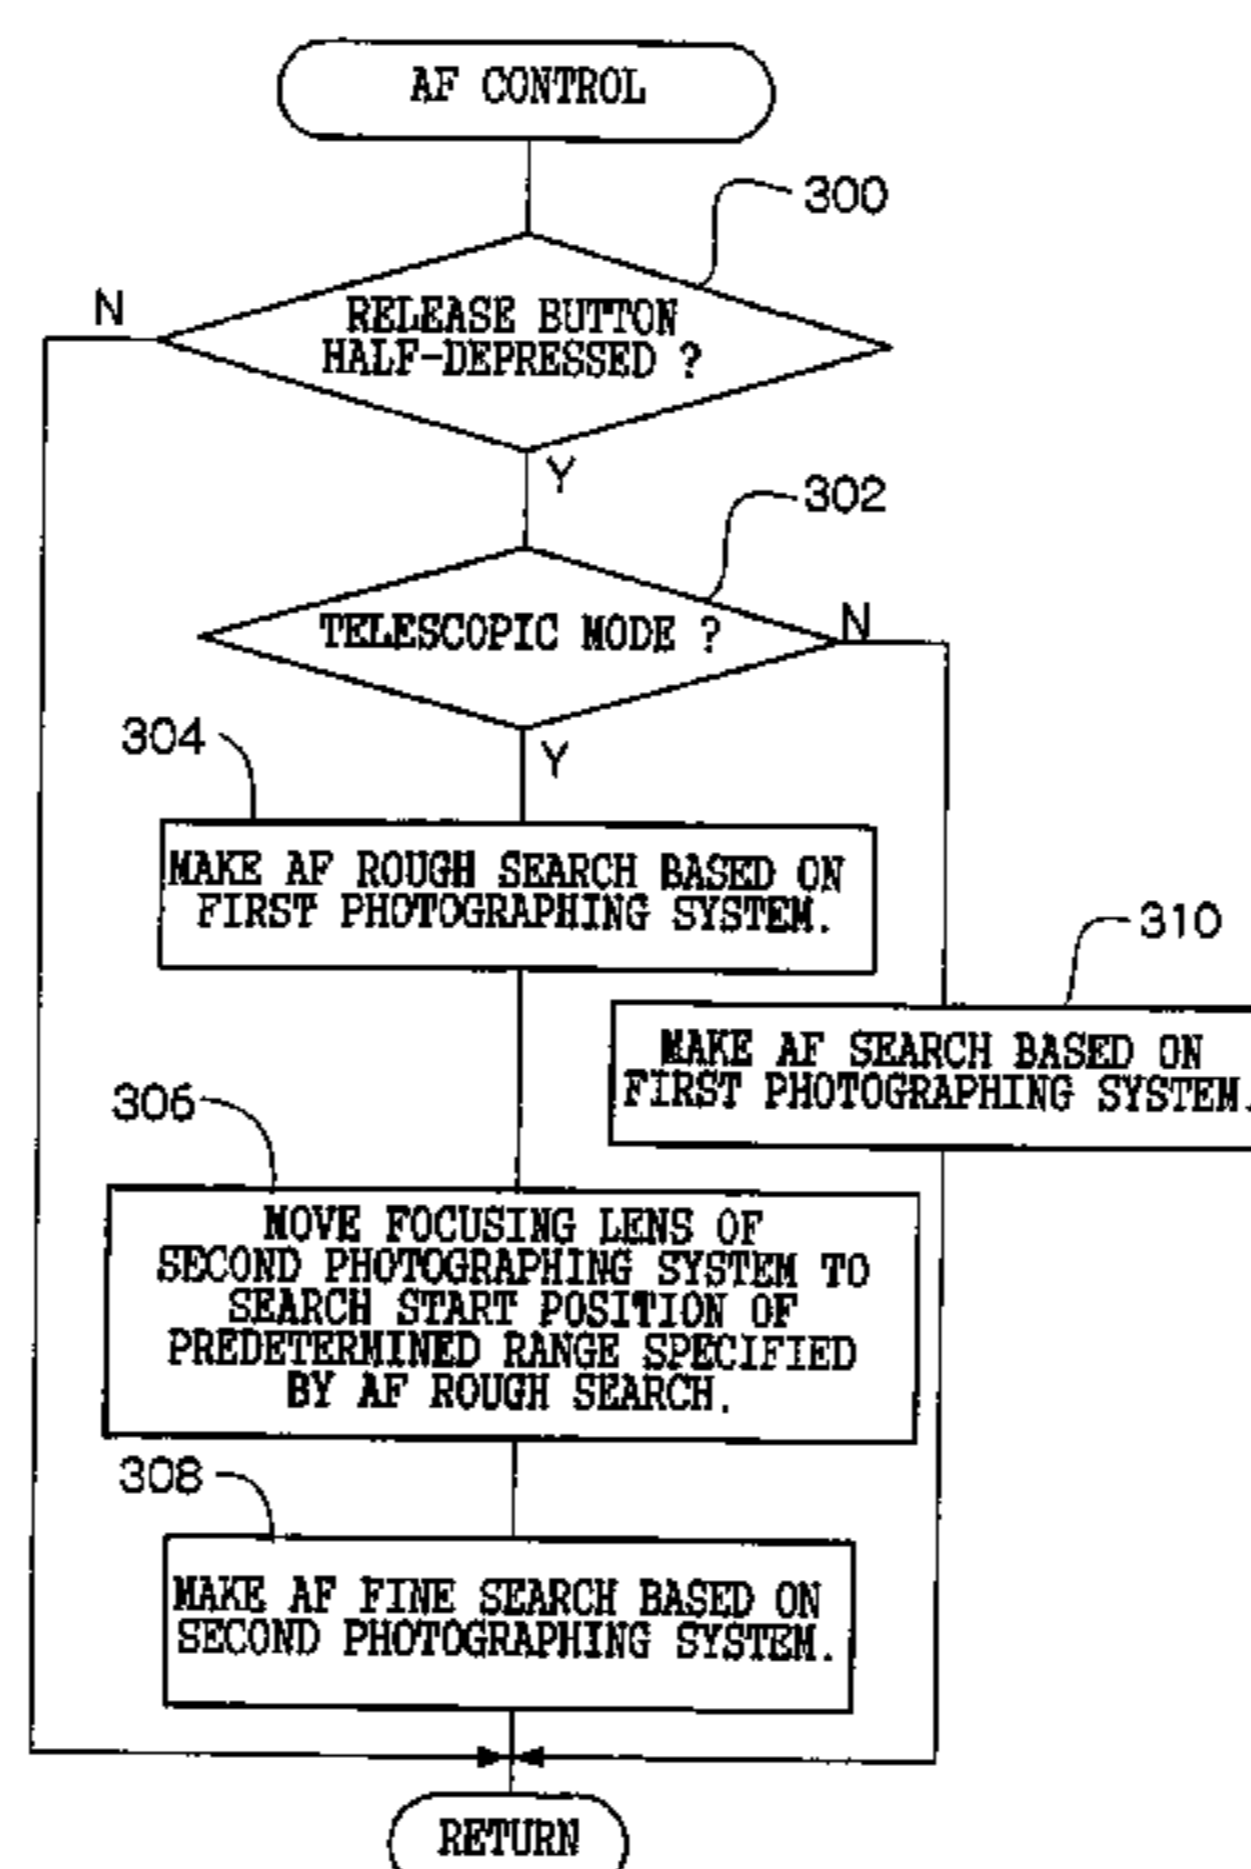 AF CONTROL
300
N
RELEASE BUTTON
HALF-DEPRESSED ?
Y
302
TELESCOPIC MODE ?
N
304
Y
MAKE AF ROUGH SEARCH BASED ON
FIRST PHOTOGRAPHING SYSTEM.
310
MAKE AF SEARCH BASED ON
FIRST PHOTOGRAPHING SYSTEM.
306
MOVE FOCUSING LENS OF
SECOND PHOTOGRAPHING SYSTEM TO
SEARCH START POSITION OF
PREDETERMINED RANGE SPECIFIED
BY AF ROUGH SEARCH.
308
MAKE AF FINE SEARCH BASED ON
SECOND PHOTOGRAPHING SYSTEM.
RETURN